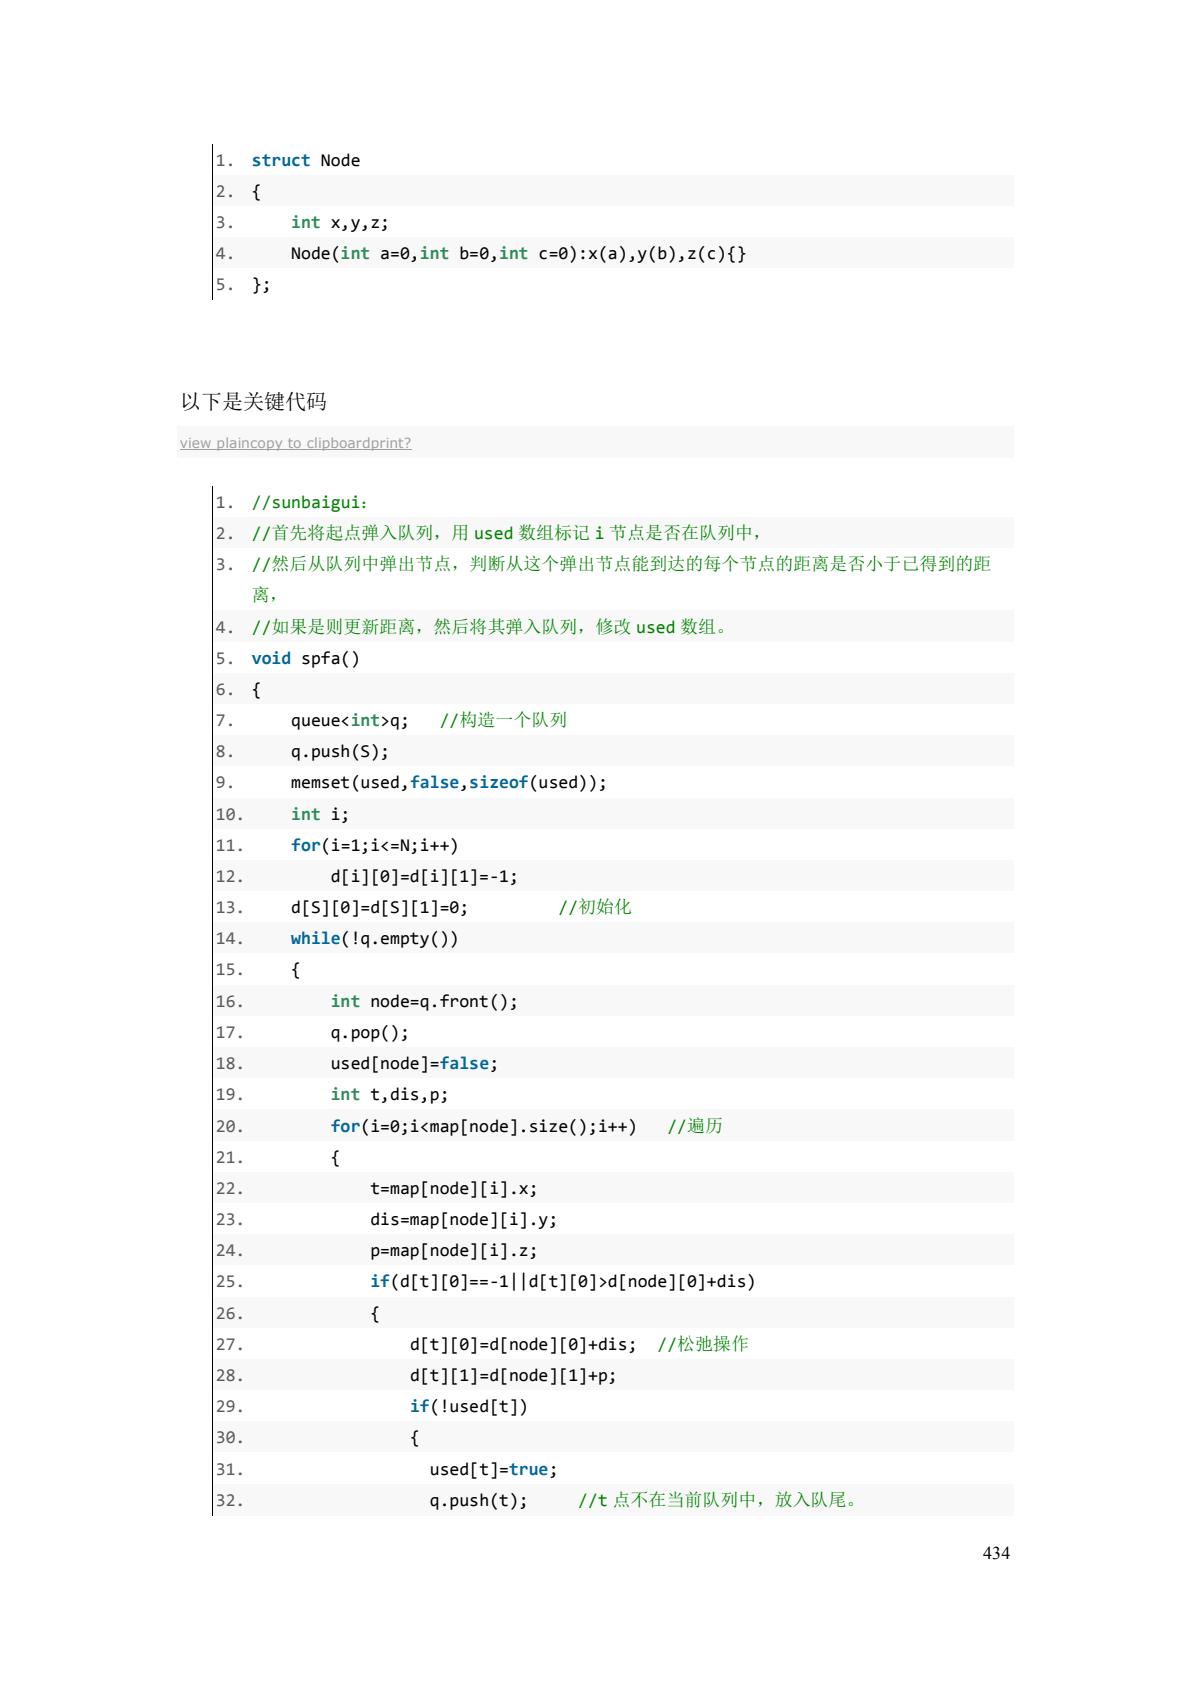 1. struct Node
2. {
3. int x,y,z;
4. Node(int a=0,int b=0,int c=0):x(a),y(b),z(c){}
5. };
以下是关键代码
view plaincopy to clipboardprint?
1. //sunbaigui：
2. //首先将起点弹入队列，用 used 数组标记 i 节点是否在队列中，
3. //然后从队列中弹出节点，判断从这个弹出节点能到达的每个节点的距离是否小于已得到的距
离，
4. //如果是则更新距离，然后将其弹入队列，修改 used 数组。
5. void spfa()
6. {
7. queue<int>q; //构造一个队列
8. q.push(S);
9. memset(used,false,sizeof(used));
10. int i;
11. for(i=1;i<=N;i++)
12. d[i][0]=d[i][1]=-1;
13. d[S][0]=d[S][1]=0; //初始化
14. while(!q.empty())
15. {
16. int node=q.front();
17. q.pop();
18. used[node]=false;
19. int t,dis,p;
20. for(i=0;i<map[node].size();i++) //遍历
21. {
22. t=map[node][i].x;
23. dis=map[node][i].y;
24. p=map[node][i].z;
25. if(d[t][0]==-1||d[t][0]>d[node][0]+dis)
26. {
27. d[t][0]=d[node][0]+dis; //松弛操作
28. d[t][1]=d[node][1]+p;
29. if(!used[t])
30. {
31. used[t]=true;
32. q.push(t); //t 点不在当前队列中，放入队尾。
434